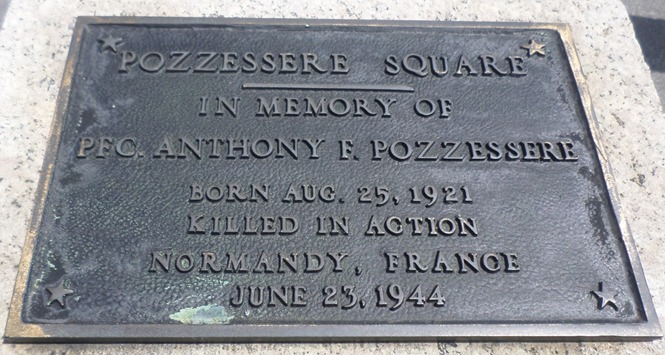 POZZESSERE SQUARE
IN MEMORY OF
PFC. ANTHONY F. POZZESSERE
BORN AUG. 25, 1921
KILLED IN ACTION
NORMANDY, FRANCE
JUNE 23, 1944